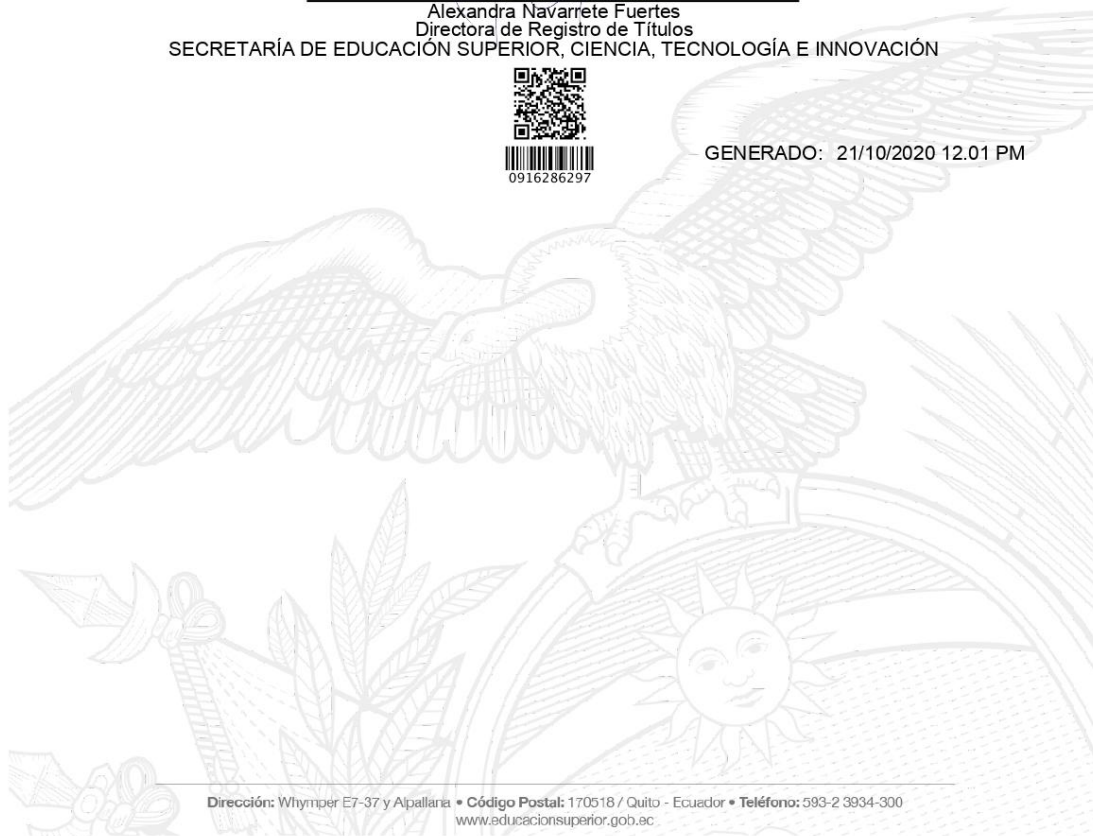 Alexandra Navarrete Fuertes
Directora de Registro de Títulos
SECRETARÍA DE EDUCACIÓN SUPERIOR, CIENCIA, TECNOLOGÍA E INNOVACIÓN
0916286297
GENERADO: 21/10/2020 12.01 PM
Dirección: Whymper E7-37 y Alpallana • Código Postal: 170518 / Quito - Ecuador • Teléfono: 593-2 3934-300
www.educacionsuperior.gob.ec